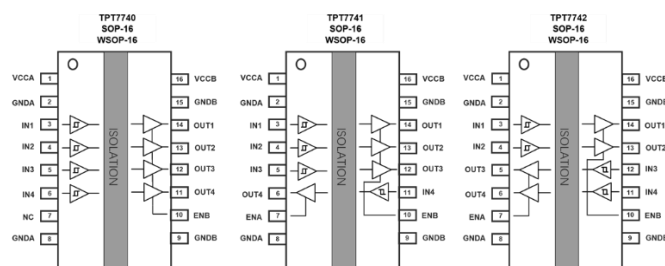 TPT7740
SOP-16
WSOP-16
VCCA 1 16 VCCB
GNDA 2 15 GNDB
IN1 3 14 OUT1
IN2 4 13 OUT2
IN3 5 12 OUT3
IN4 6 11 OUT4
NC 7 10 ENB
GNDA 8 9 GNDB
ISOLATION
TPT7741
SOP-16
WSOP-16
VCCA 1 16 VCCB
GNDA 2 15 GNDB
IN1 3 14 OUT1
IN2 4 13 OUT2
IN3 5 12 OUT3
OUT4 6 11 IN4
ENA 7 10 ENB
GNDA 8 9 GNDB
ISOLATION
TPT7742
SOP-16
WSOP-16
VCCA 1 16 VCCB
GNDA 2 15 GNDB
IN1 3 14 OUT1
IN2 4 13 OUT2
OUT3 5 12 IN3
OUT4 6 11 IN4
ENA 7 10 ENB
GNDA 8 9 GNDB
ISOLATION